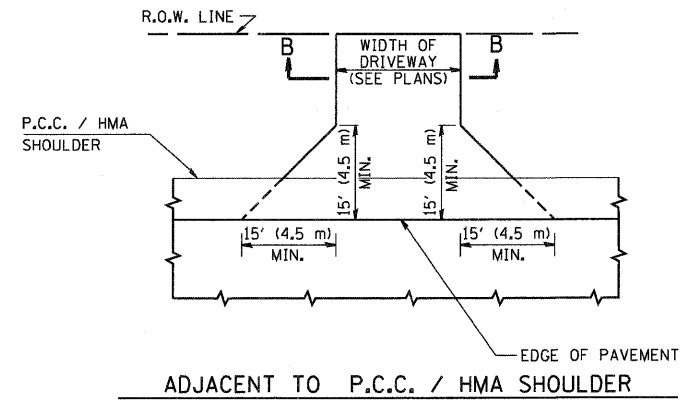 R.O.W. LINE
B
B
WIDTH OF
DRIVEWAY
(SEE PLANS)
P.C.C. / HMA
SHOULDER
15' (4.5 m)
MIN.
15' (4.5 m)
MIN.
15' (4.5 m)
MIN.
15' (4.5 m)
MIN.
EDGE OF PAVEMENT
ADJACENT TO P.C.C. / HMA SHOULDER